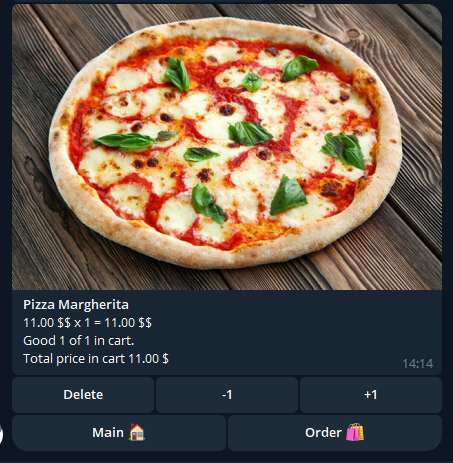 Pizza Margherita
11.00 $$ x 1 = 11.00 $$
Good 1 of 1 in cart.
Total price in cart 11.00 $
14:14
Delete
-1
+1
Main 🏠
Order 🛍️